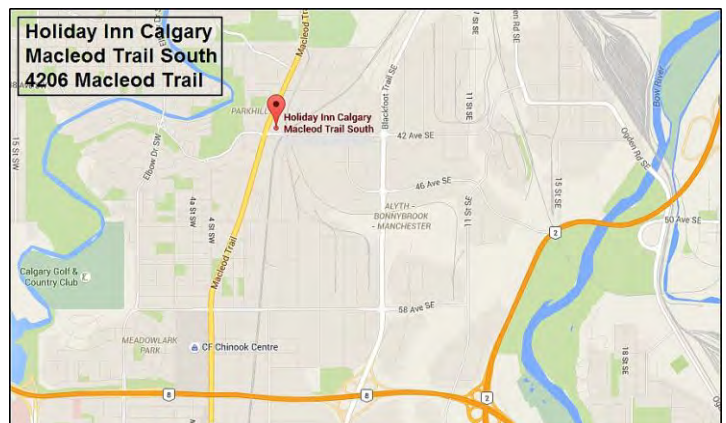 Holiday Inn Calgary
Macleod Trail South
4206 Macleod Trail
PARKHILL
Holiday Inn Calgary
Macleod Trail South
Macleod Trail
Blackfoot Trail SE
11 St SE
42 Ave SE
Ogden Rd SE
Bow River
15 St SW
Elbow Dr SW
4a St SW
4 St SW
46 Ave SE
ALYTH -
BONNYBROOK
- MANCHESTER
11 St SE
15 St SE
50 Ave SE
2
Macleod Trail
Calgary Golf &
Country Club
58 Ave SE
MEADOWLARK
PARK
CF Chinook Centre
18 St SE
8
8
2